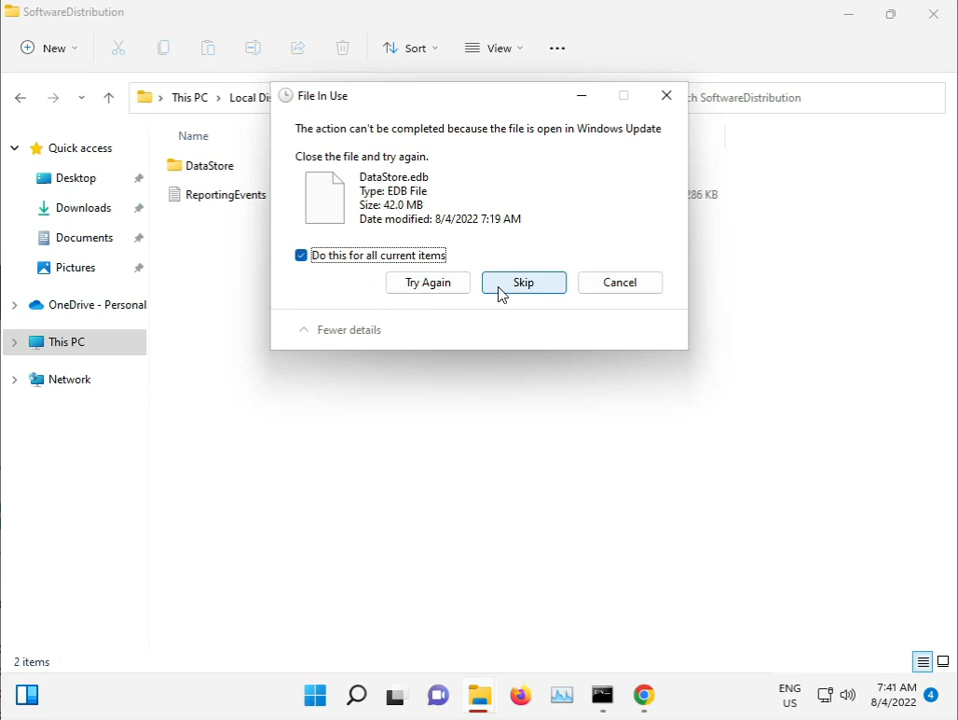 SoftwareDistribution
New
Sort
View
This PC
Local Di
ch SoftwareDistribution
File In Use
The action can't be completed because the file is open in Windows Update
Close the file and try again.
DataStore.edb
Type: EDB File
Size: 42.0 MB
Date modified: 8/4/2022 7:19 AM
Do this for all current items
Try Again
Skip
Cancel
Fewer details
Name
DataStore
ReportingEvents
286 KB
Quick access
Desktop
Downloads
Documents
Pictures
OneDrive - Personal
This PC
Network
2 items
ENG
US
7:41 AM
8/4/2022
4